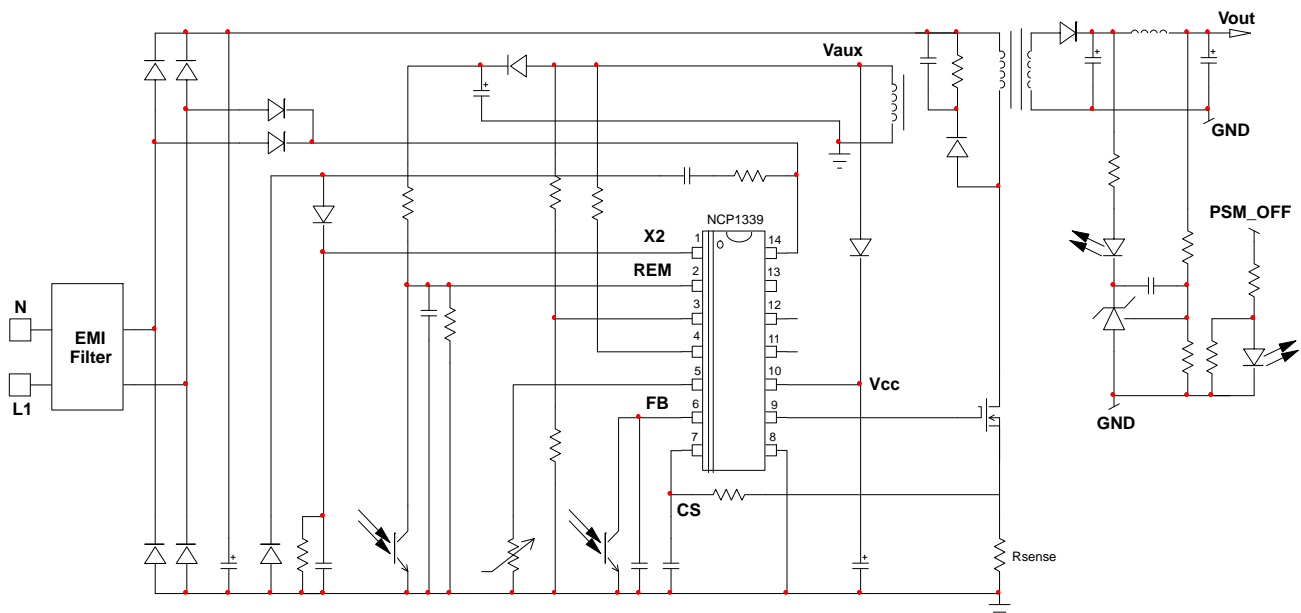 Vout
Vaux
GND
NCP1339
PSM_OFF
X2
1
14
REM
2
13
3
12
N
EMI
Filter
4
11
5
10
Vcc
L1
FB
6
9
GND
7
8
CS
Rsense
+
+
+
+
+